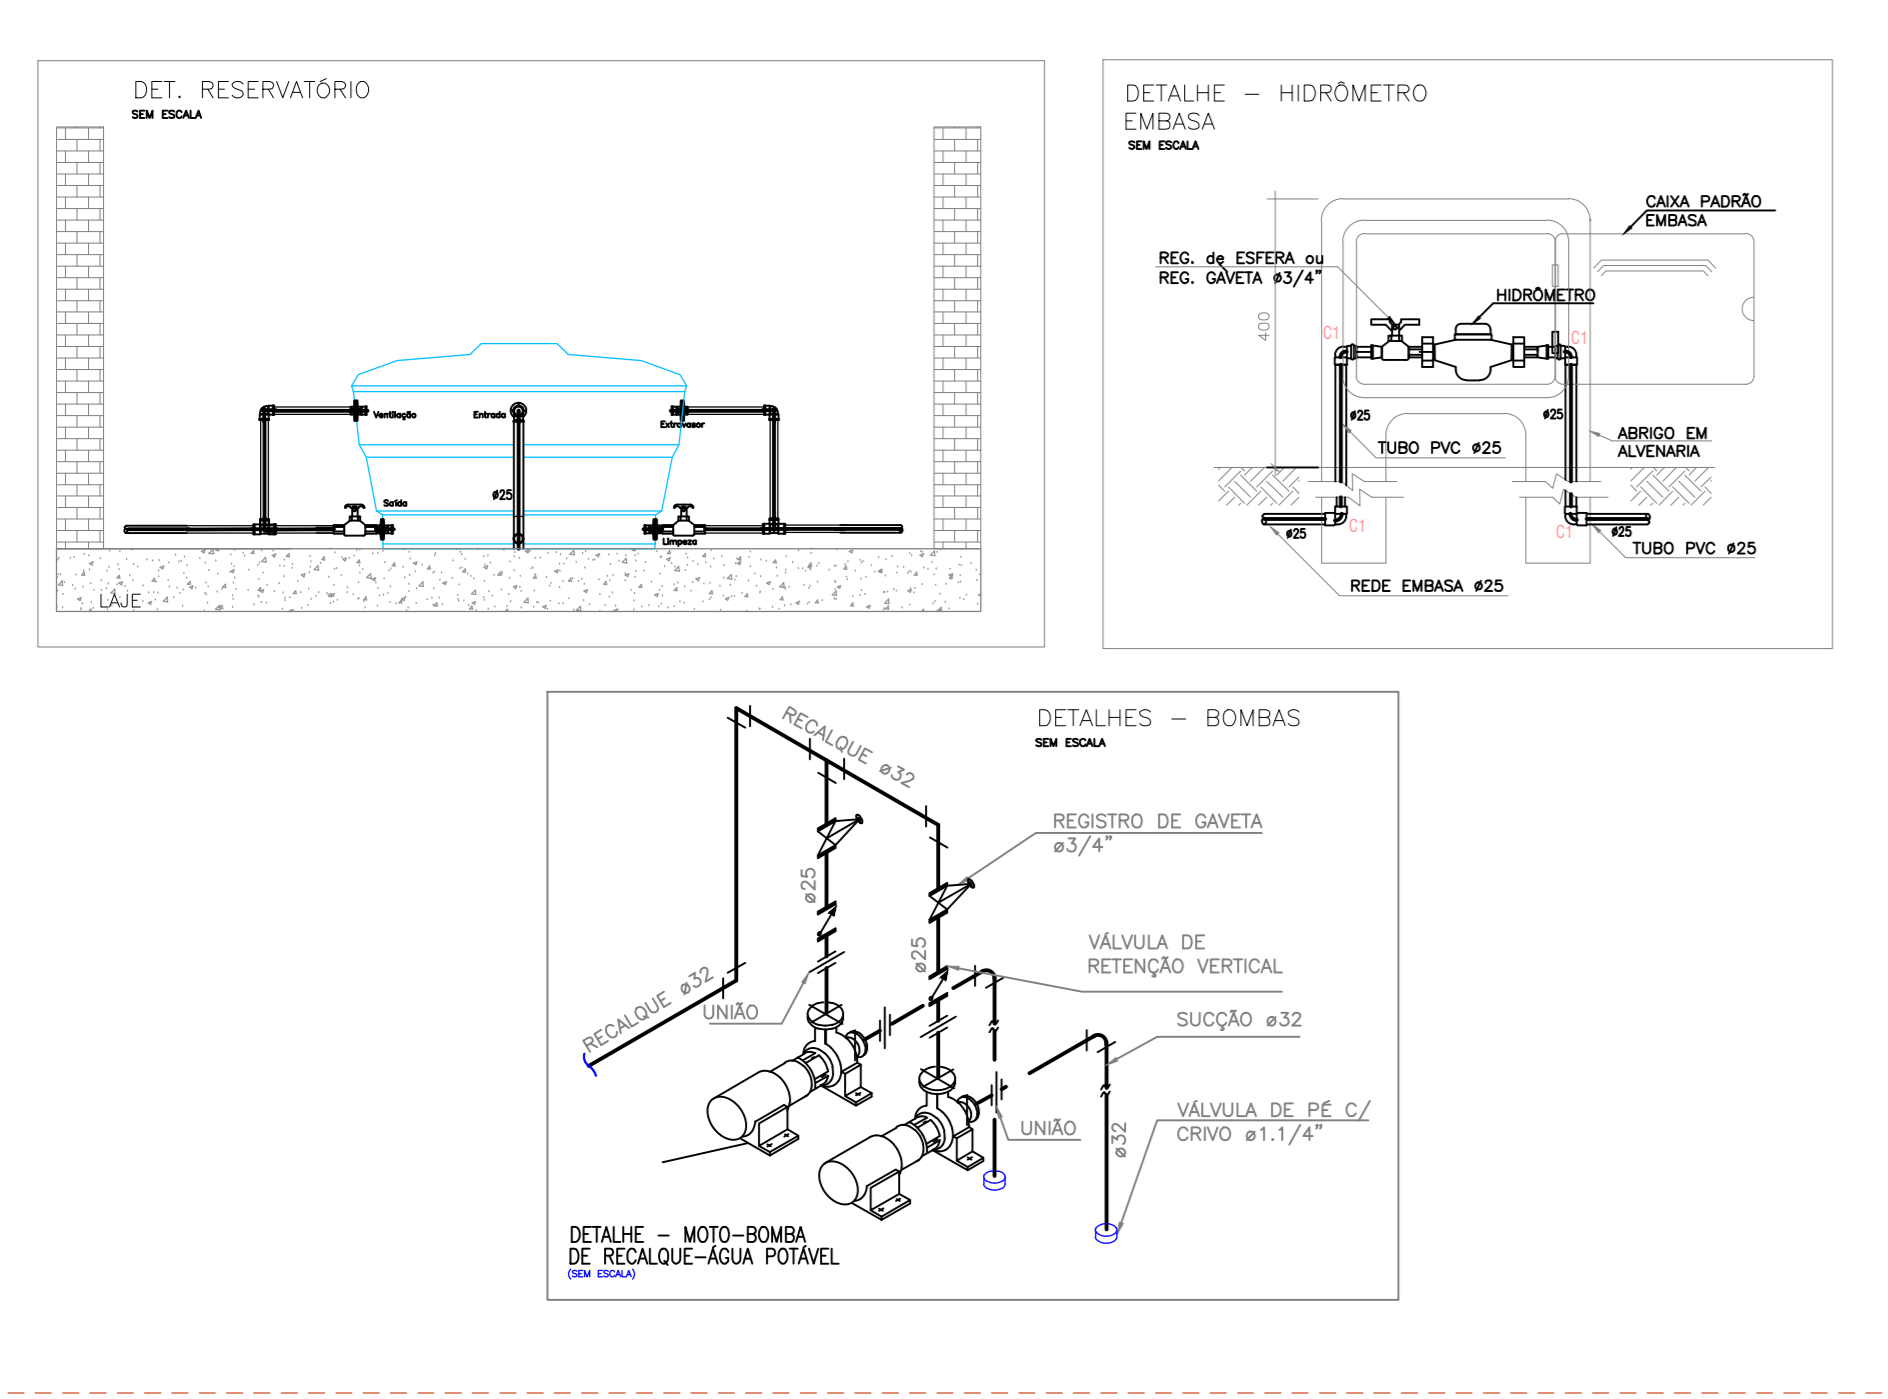 DET. RESERVATÓRIO
SEM ESCALA
Ventilação
Entrada
Extravasor
Saída
ø25
Limpeza
LAJE
DETALHE - HIDRÔMETRO
EMBASA
SEM ESCALA
CAIXA PADRÃO
EMBASA
REG. de ESFERA ou
REG. GAVETA ø3/4"
HIDRÔMETRO
400
C1
C1
ø25
ø25
TUBO PVC ø25
ABRIGO EM
ALVENARIA
C1
C1
ø25
ø25
TUBO PVC ø25
REDE EMBASA ø25
DETALHES - BOMBAS
SEM ESCALA
RECALQUE ø32
REGISTRO DE GAVETA
ø3/4"
ø25
ø25
VÁLVULA DE
RETENÇÃO VERTICAL
RECALQUE ø32
UNIÃO
SUCÇÃO ø32
UNIÃO
ø32
VÁLVULA DE PÉ C/
CRIVO ø1.1/4"
DETALHE - MOTO-BOMBA
DE RECALQUE-ÁGUA POTÁVEL
(SEM ESCALA)